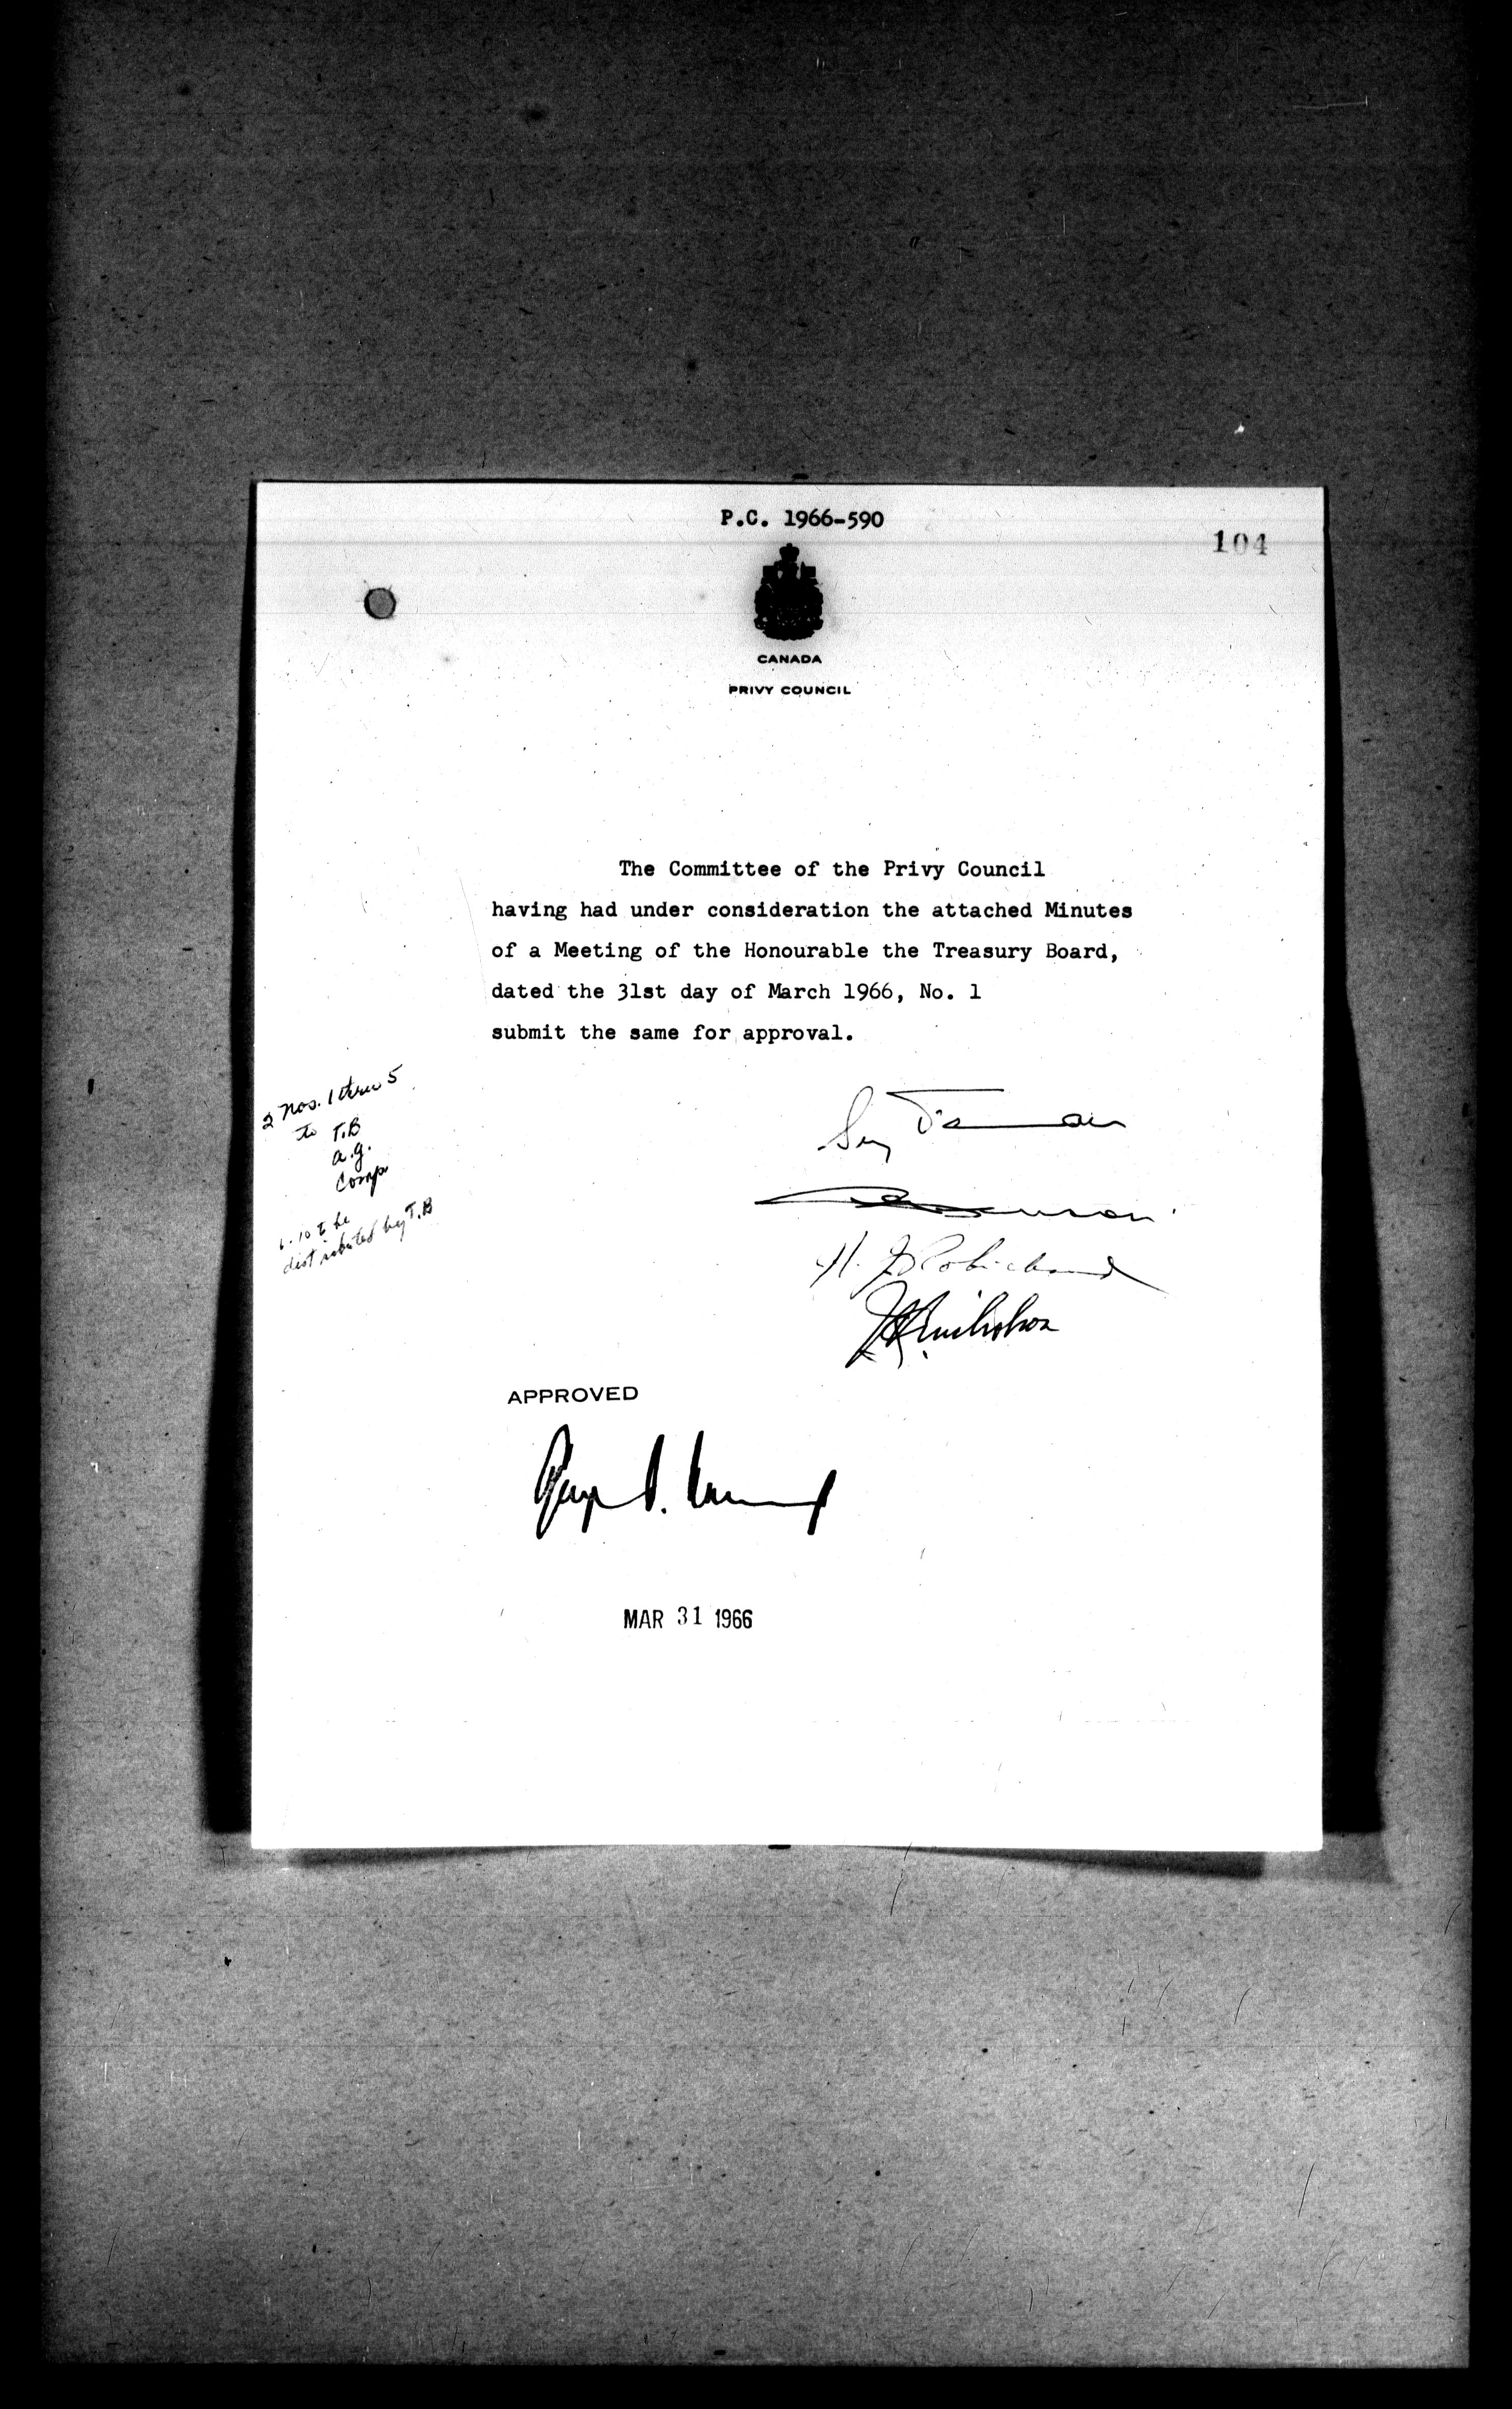 P.C. 1966-590
104
CANADA
PRIVY COUNCIL
The Committee of the Privy Council
having had under consideration the attached Minutes
of a Meeting of the Honourable the Treasury Board,
dated the 31st day of March 1966, No. 1
submit the same for approval.
2 Nos. 1 thru 5
to T.B
a.g.
Comp
6-10 to be
distributed by T.B
H. J Robichaud
Nicholson
APPROVED
MAR 31 1966